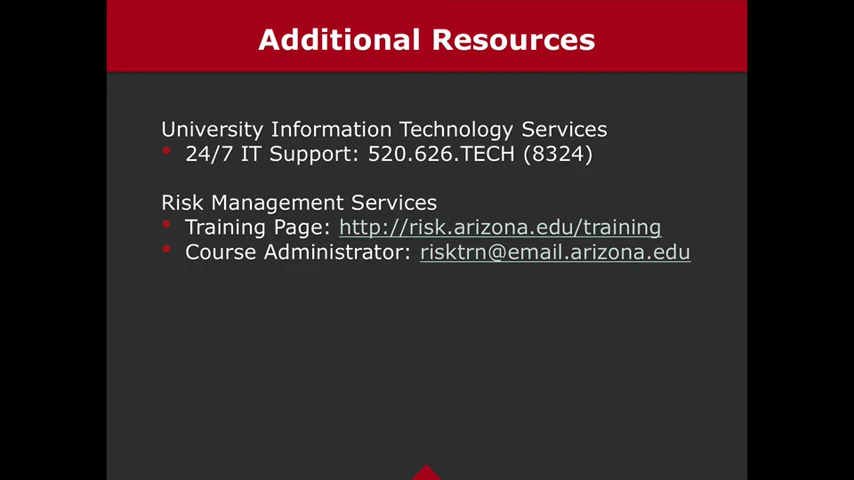 Additional Resources
University Information Technology Services
• 24/7 IT Support: 520.626.TECH (8324)
Risk Management Services
• Training Page: http://risk.arizona.edu/training
• Course Administrator: risktrn@email.arizona.edu